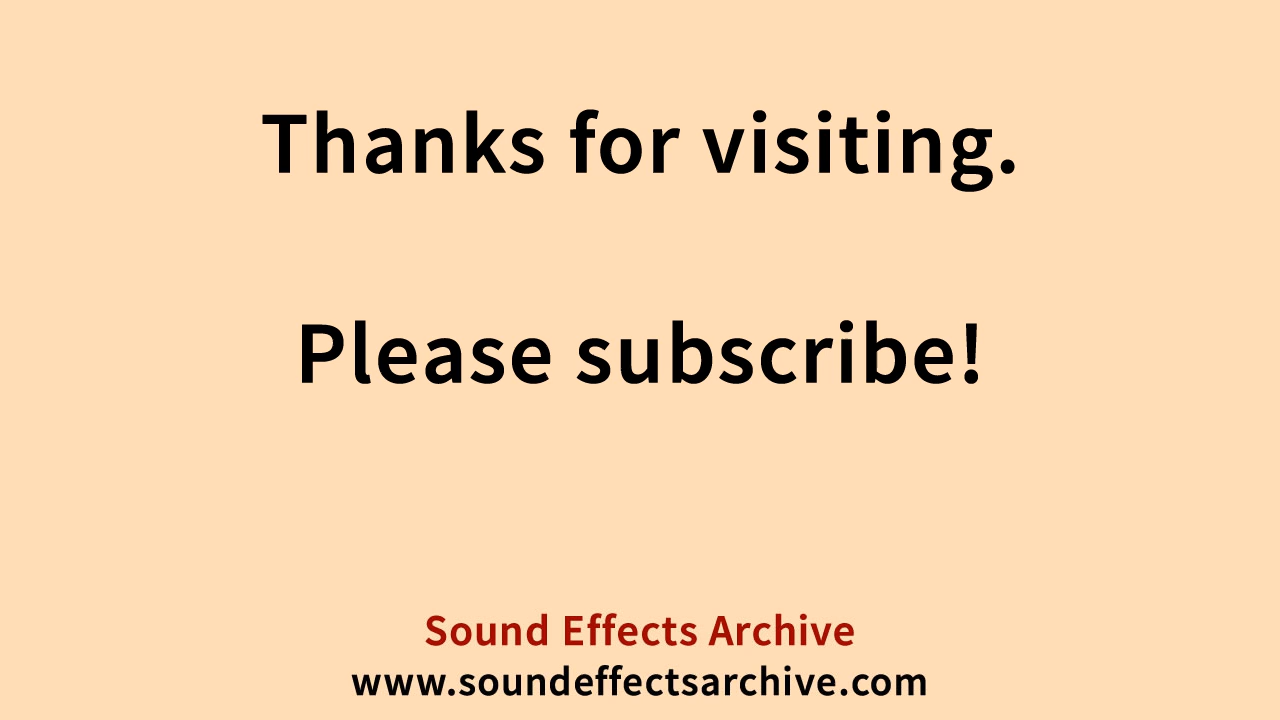 Thanks for visiting.
Please subscribe!
Sound Effects Archive
www.soundeffectsarchive.com